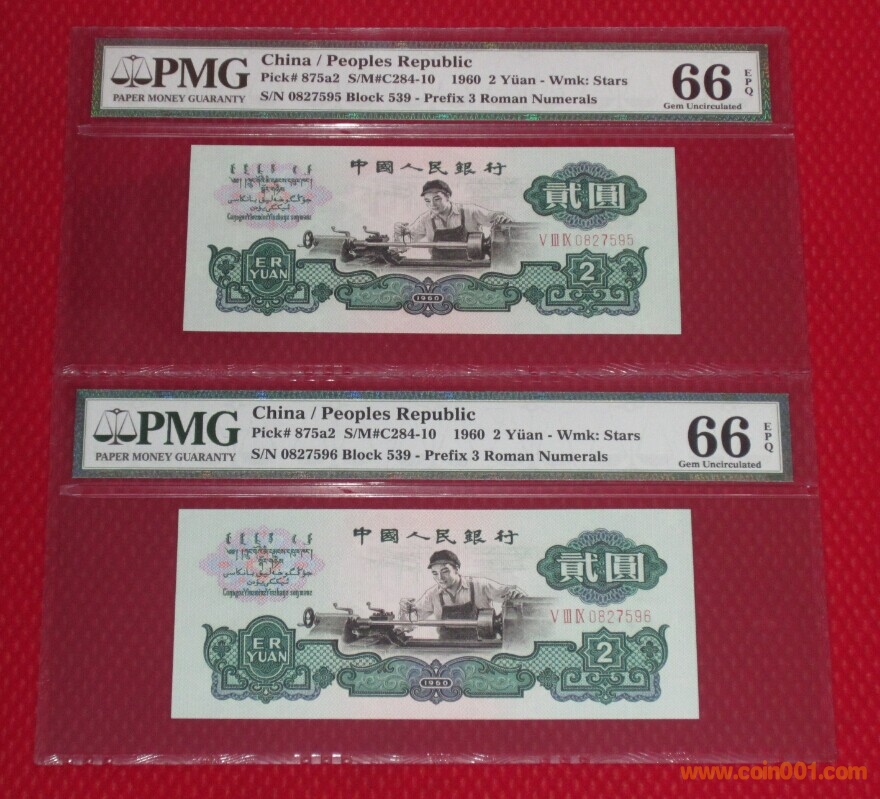 PMG
PAPER MONEY GUARANTY
China / Peoples Republic
Pick# 875a2 S/M#C284-10 1960 2 Yüan - Wmk: Stars
S/N 0827595 Block 539 - Prefix 3 Roman Numerals
66
EPQ
Gem Uncirculated
中國人民銀行
貳圓
V III IX 0827595
ER
YUAN
1960
2
PMG
PAPER MONEY GUARANTY
China / Peoples Republic
Pick# 875a2 S/M#C284-10 1960 2 Yüan - Wmk: Stars
S/N 0827596 Block 539 - Prefix 3 Roman Numerals
66
EPQ
Gem Uncirculated
中國人民銀行
貳圓
V III IX 0827596
ER
YUAN
1960
2
www.coin001.com